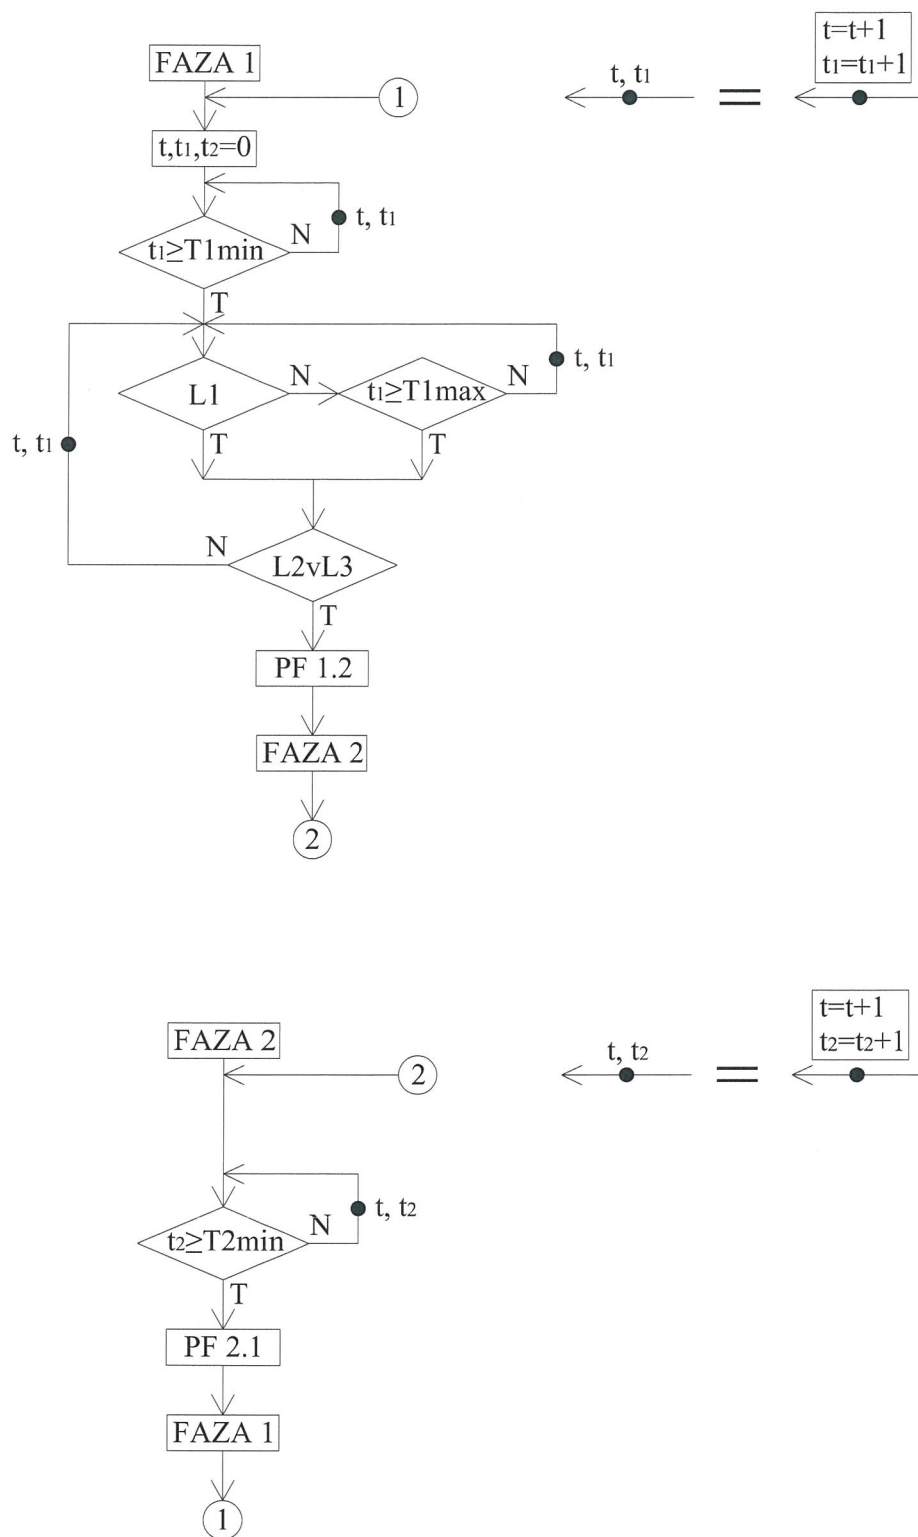 FAZA 1
1
t, t1
=
t=t+1
t1=t1+1
t,t1,t2=0
t, t1
N
t1≥T1min
T
t, t1
L1
N
t1≥T1max
N
t, t1
T
T
N
L2vL3
T
PF 1.2
FAZA 2
2
FAZA 2
2
t, t2
=
t=t+1
t2=t2+1
t, t2
N
t2≥T2min
T
PF 2.1
FAZA 1
1